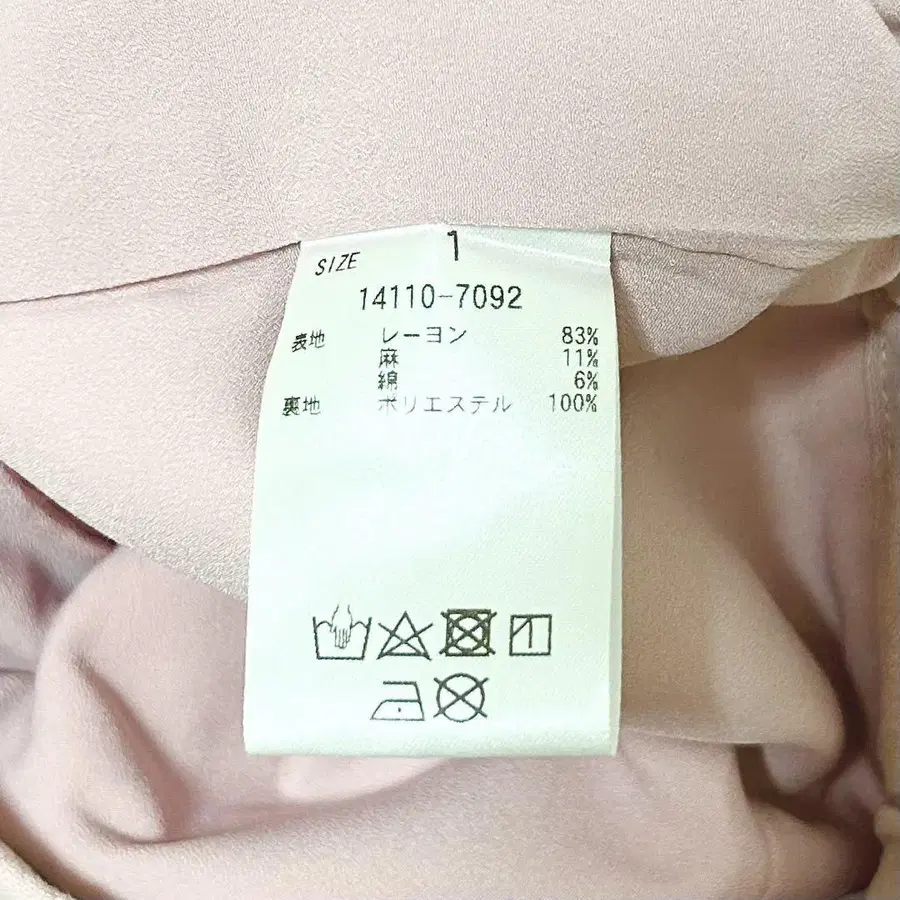 SIZE 1
14110-7092
表地 レーヨン 83%
麻 11%
綿 6%
裏地 ポリエステル 100%